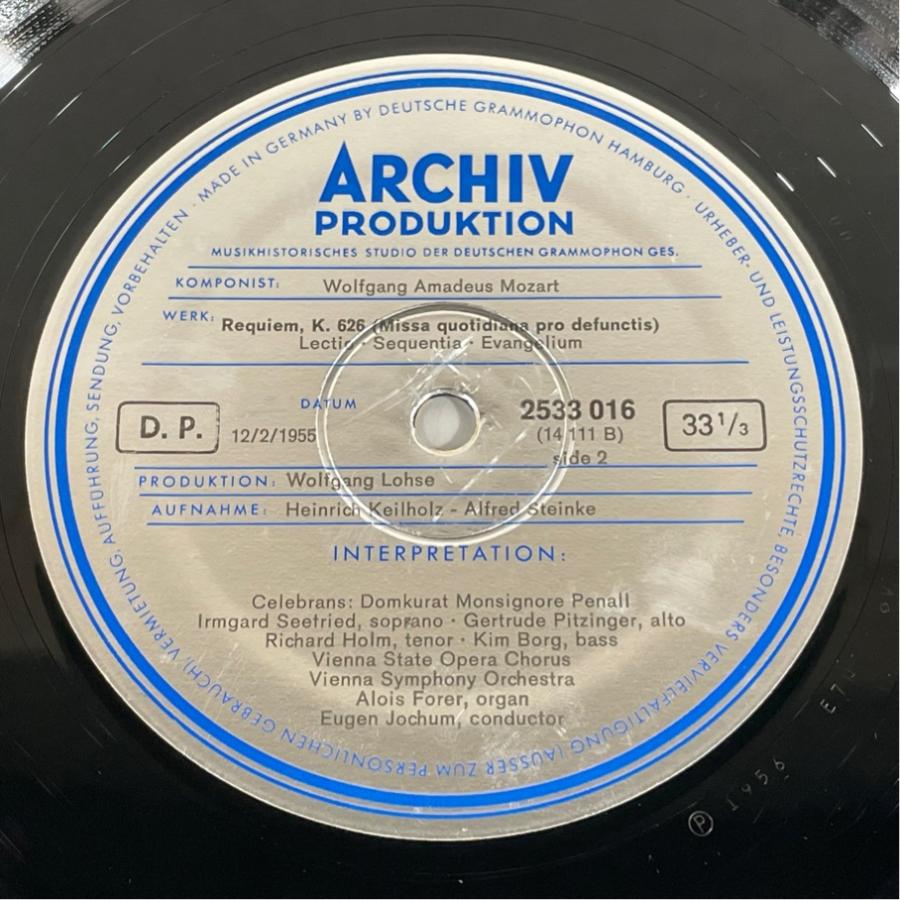 MADE IN GERMANY BY DEUTSCHE GRAMMOPHON HAMBURG · URHEBER- UND LEISTUNGSSCHUTZRECHTE, BESONDERS VERVIELFÄLTIGUNG (AUSSER ZUM PERSÖNLICHEN GEBRAUCH), VERMIETUNG, AUFFÜHRUNG, SENDUNG, VORBEHALTEN ·
ARCHIV
PRODUKTION
MUSIKHISTORISCHES STUDIO DER DEUTSCHEN GRAMMOPHON GES.
KOMPONIST: Wolfgang Amadeus Mozart
WERK: Requiem, K. 626 (Missa quotidiana pro defunctis)
Lectio · Sequentia · Evangelium
DATUM 2533 016
D. P. 12/2/1955 (14 111 B) 33 1/3
side 2
PRODUKTION: Wolfgang Lohse
AUFNAHME: Heinrich Keilholz - Alfred Steinke
INTERPRETATION:
Celebrans: Domkurat Monsignore Penall
Irmgard Seefried, soprano · Gertrude Pitzinger, alto
Richard Holm, tenor · Kim Borg, bass
Vienna State Opera Chorus
Vienna Symphony Orchestra
Alois Forer, organ
Eugen Jochum, conductor
Ⓟ 1956